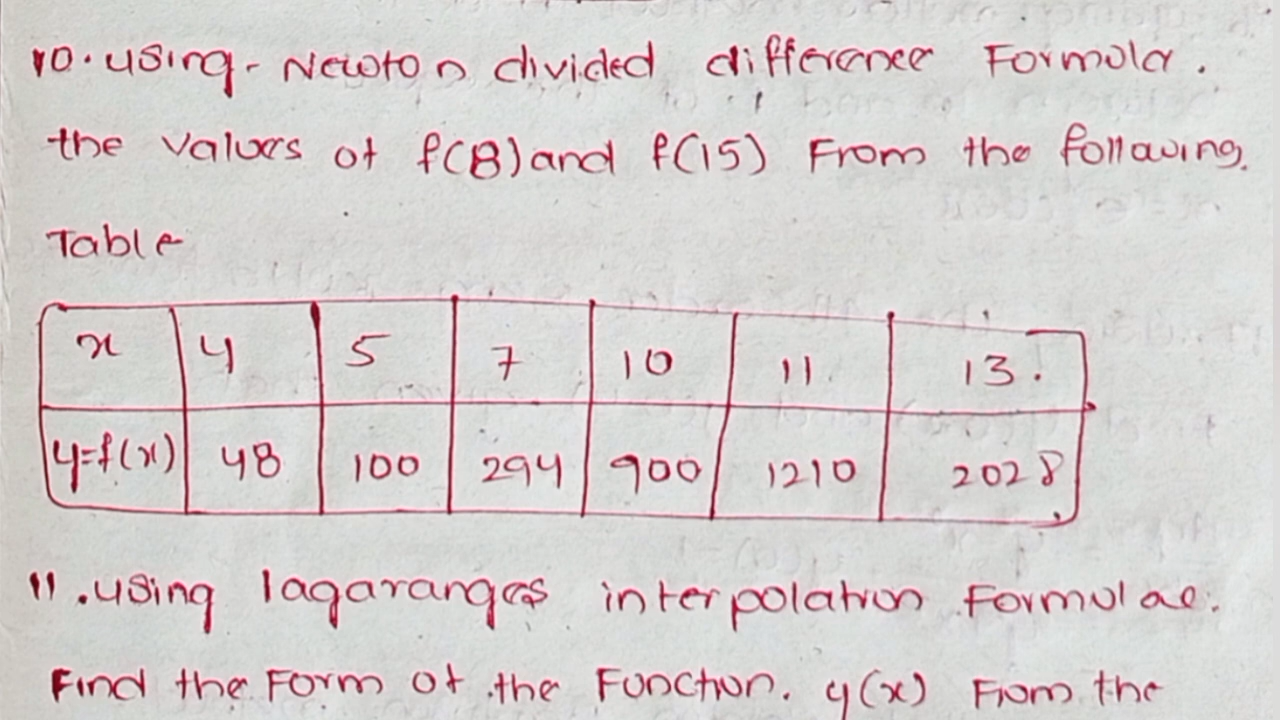 10. using - Newton divided difference Formula.
the values of f(8) and f(15) From the following.
Table
x 4 5 7 10 11. 13.
y=f(x) 48 100 294 900 1210 2028
11. using lagaranges interpolation Formulae.
Find the Form of the Function. y(x) From the